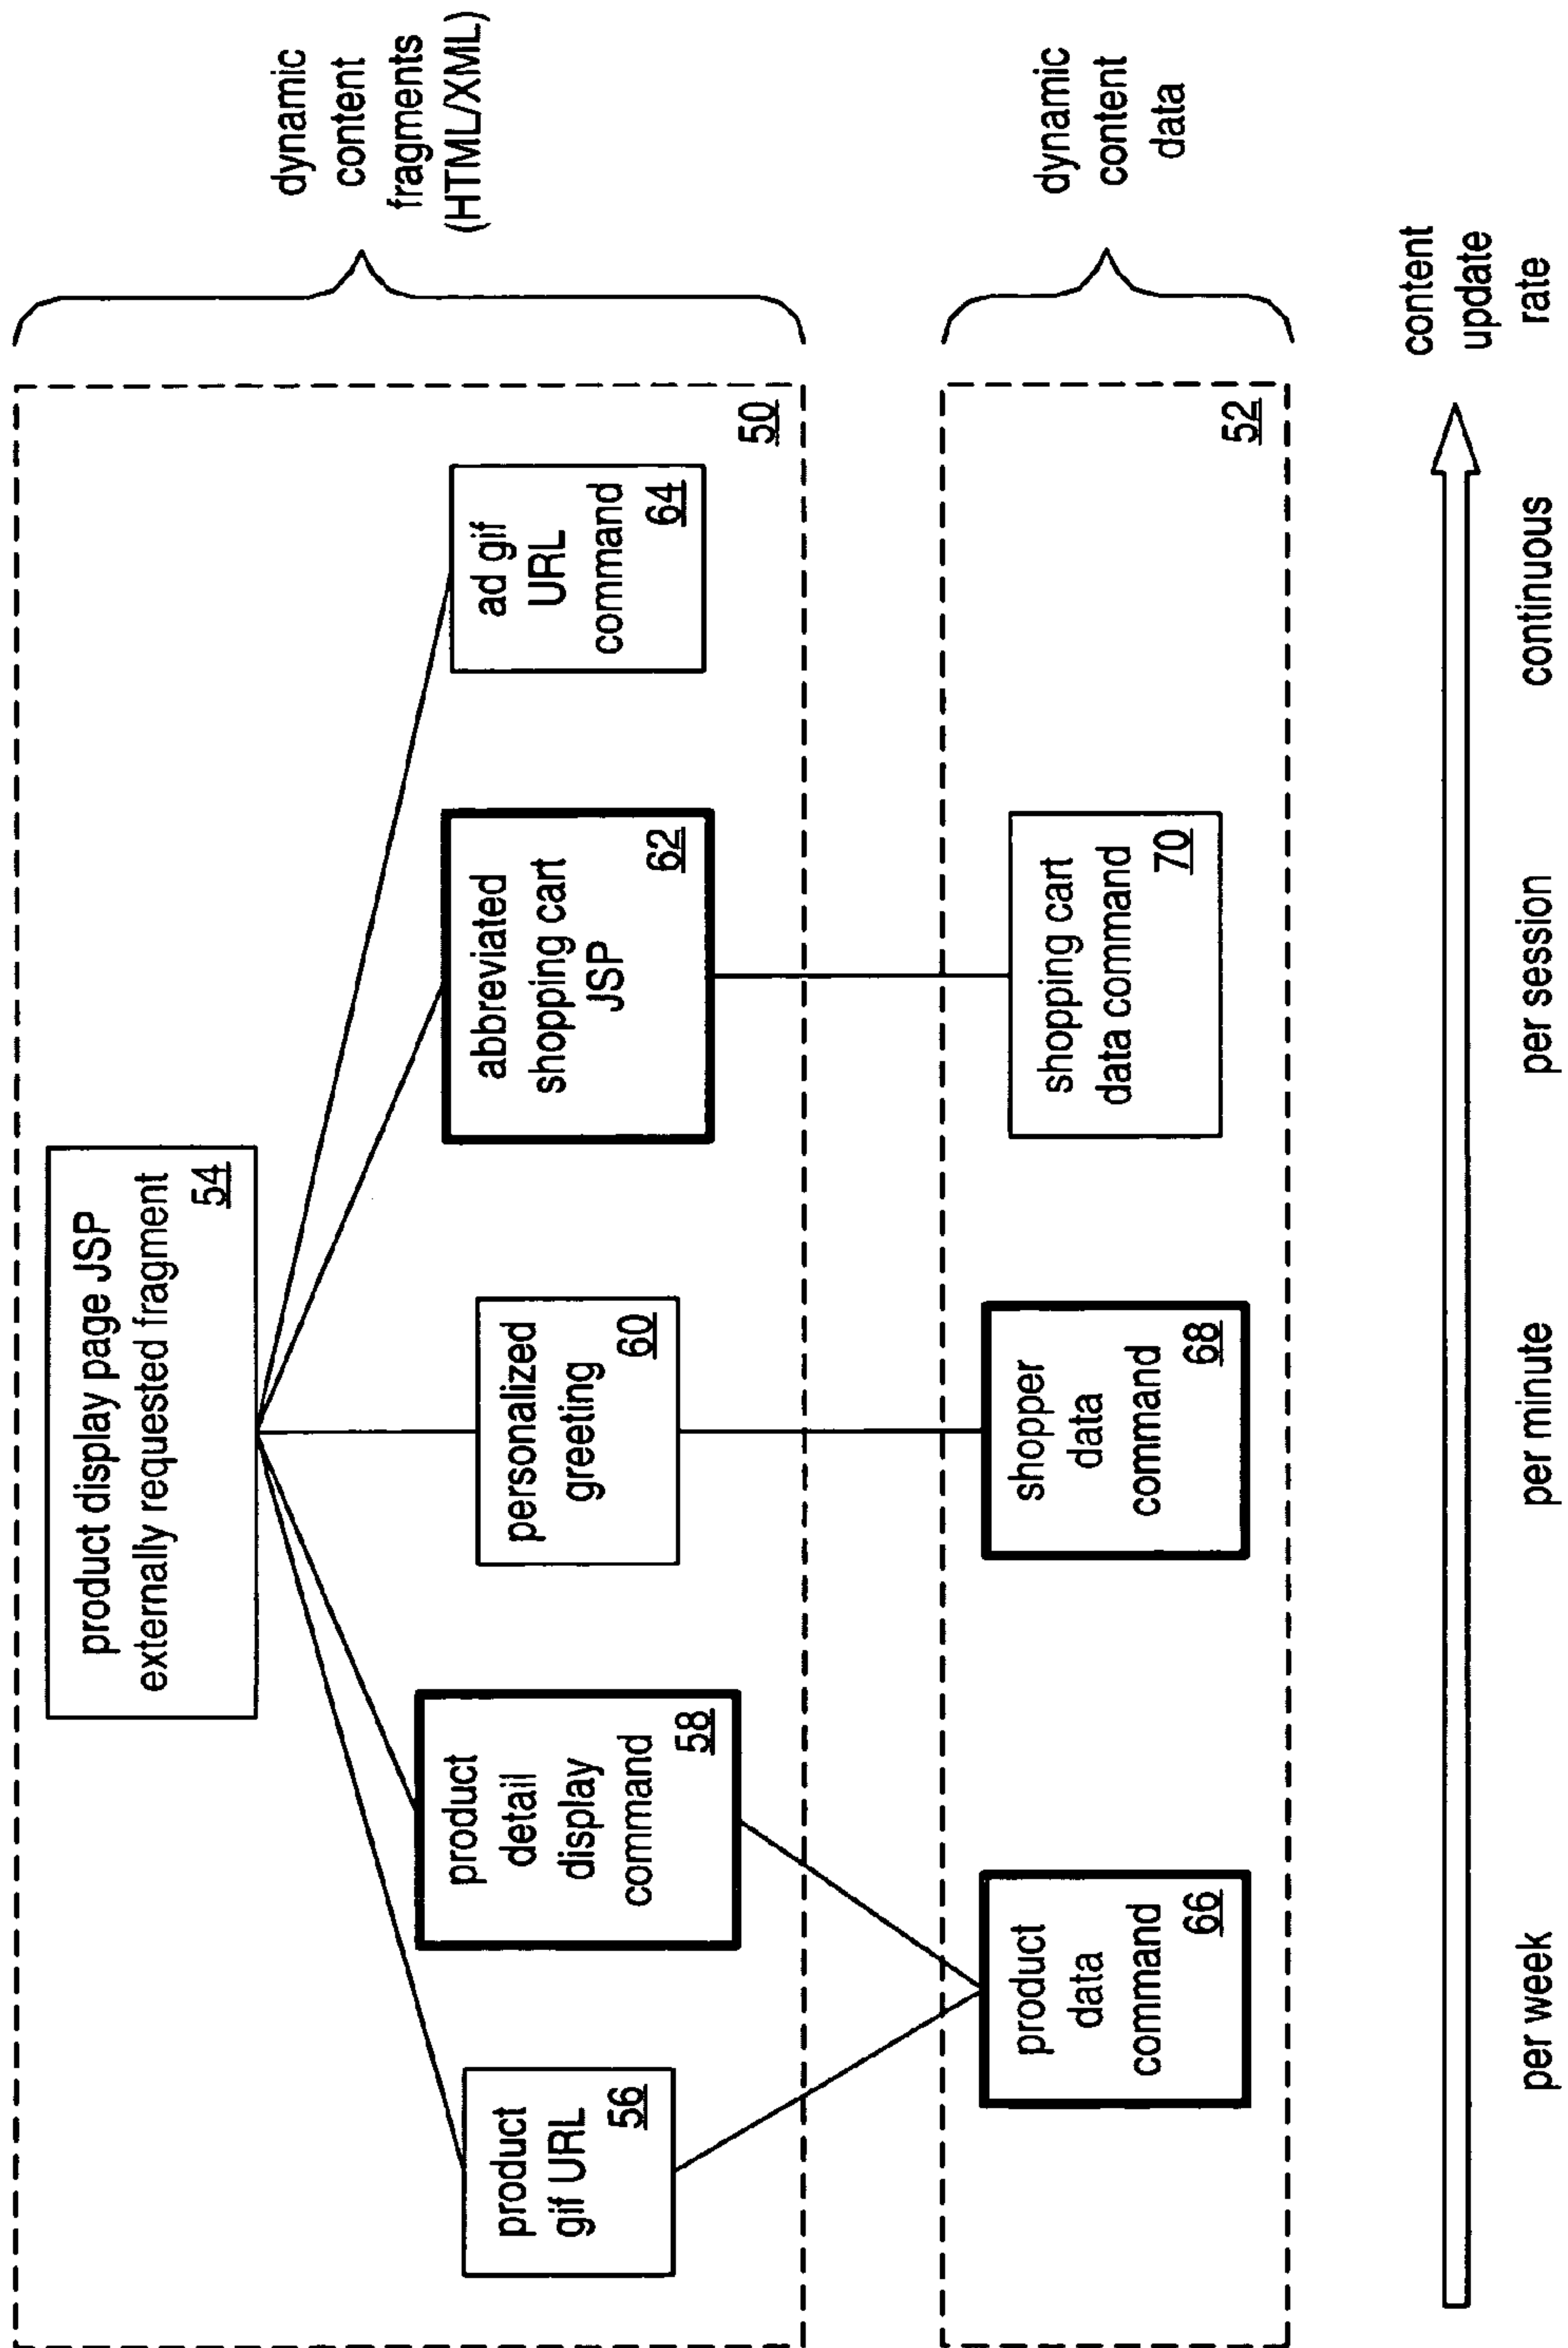 product display page JSP
externally requested fragment
54
product
gif URL
56
product
detail
display
command
58
personalized
greeting
60
abbreviated
shopping cart
JSP
62
ad gif
URL
command
64
50
dynamic
content
fragments
(HTML/XML)
product
data
command
66
shopper
data
command
68
shopping cart
data command
70
52
dynamic
content
data
per week
per minute
per session
continuous
content
update
rate